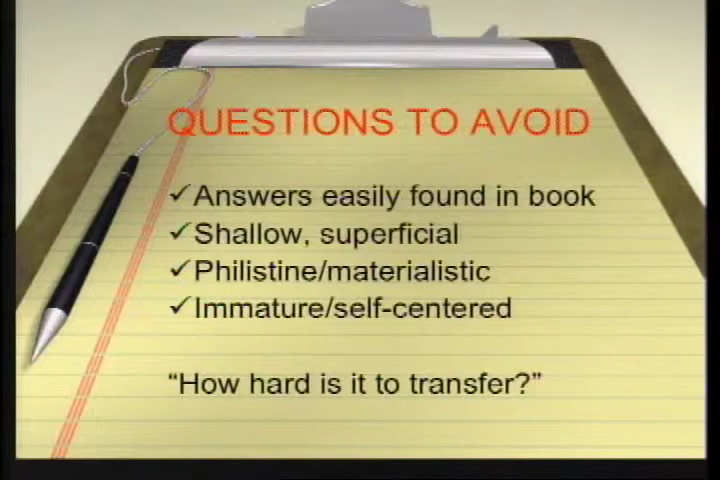 QUESTIONS TO AVOID
✓Answers easily found in book
✓Shallow, superficial
✓Philistine/materialistic
✓Immature/self-centered
“How hard is it to transfer?”